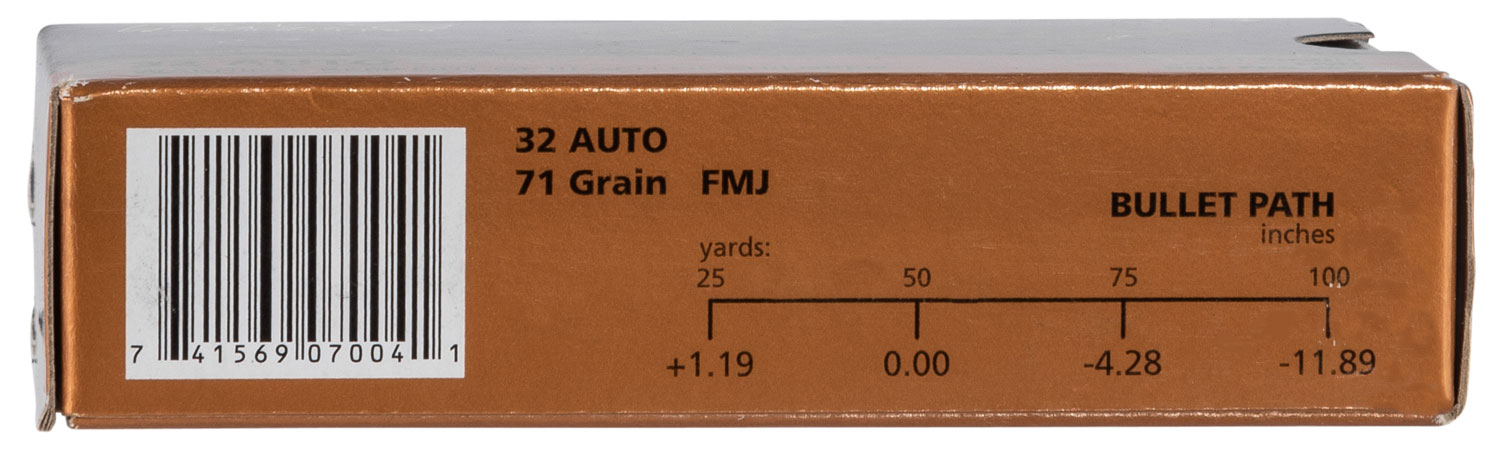 32 AUTO
71 Grain FMJ
BULLET PATH
inches
yards:
25 50 75 100
+1.19 0.00 -4.28 -11.89
7 41569 07004 1